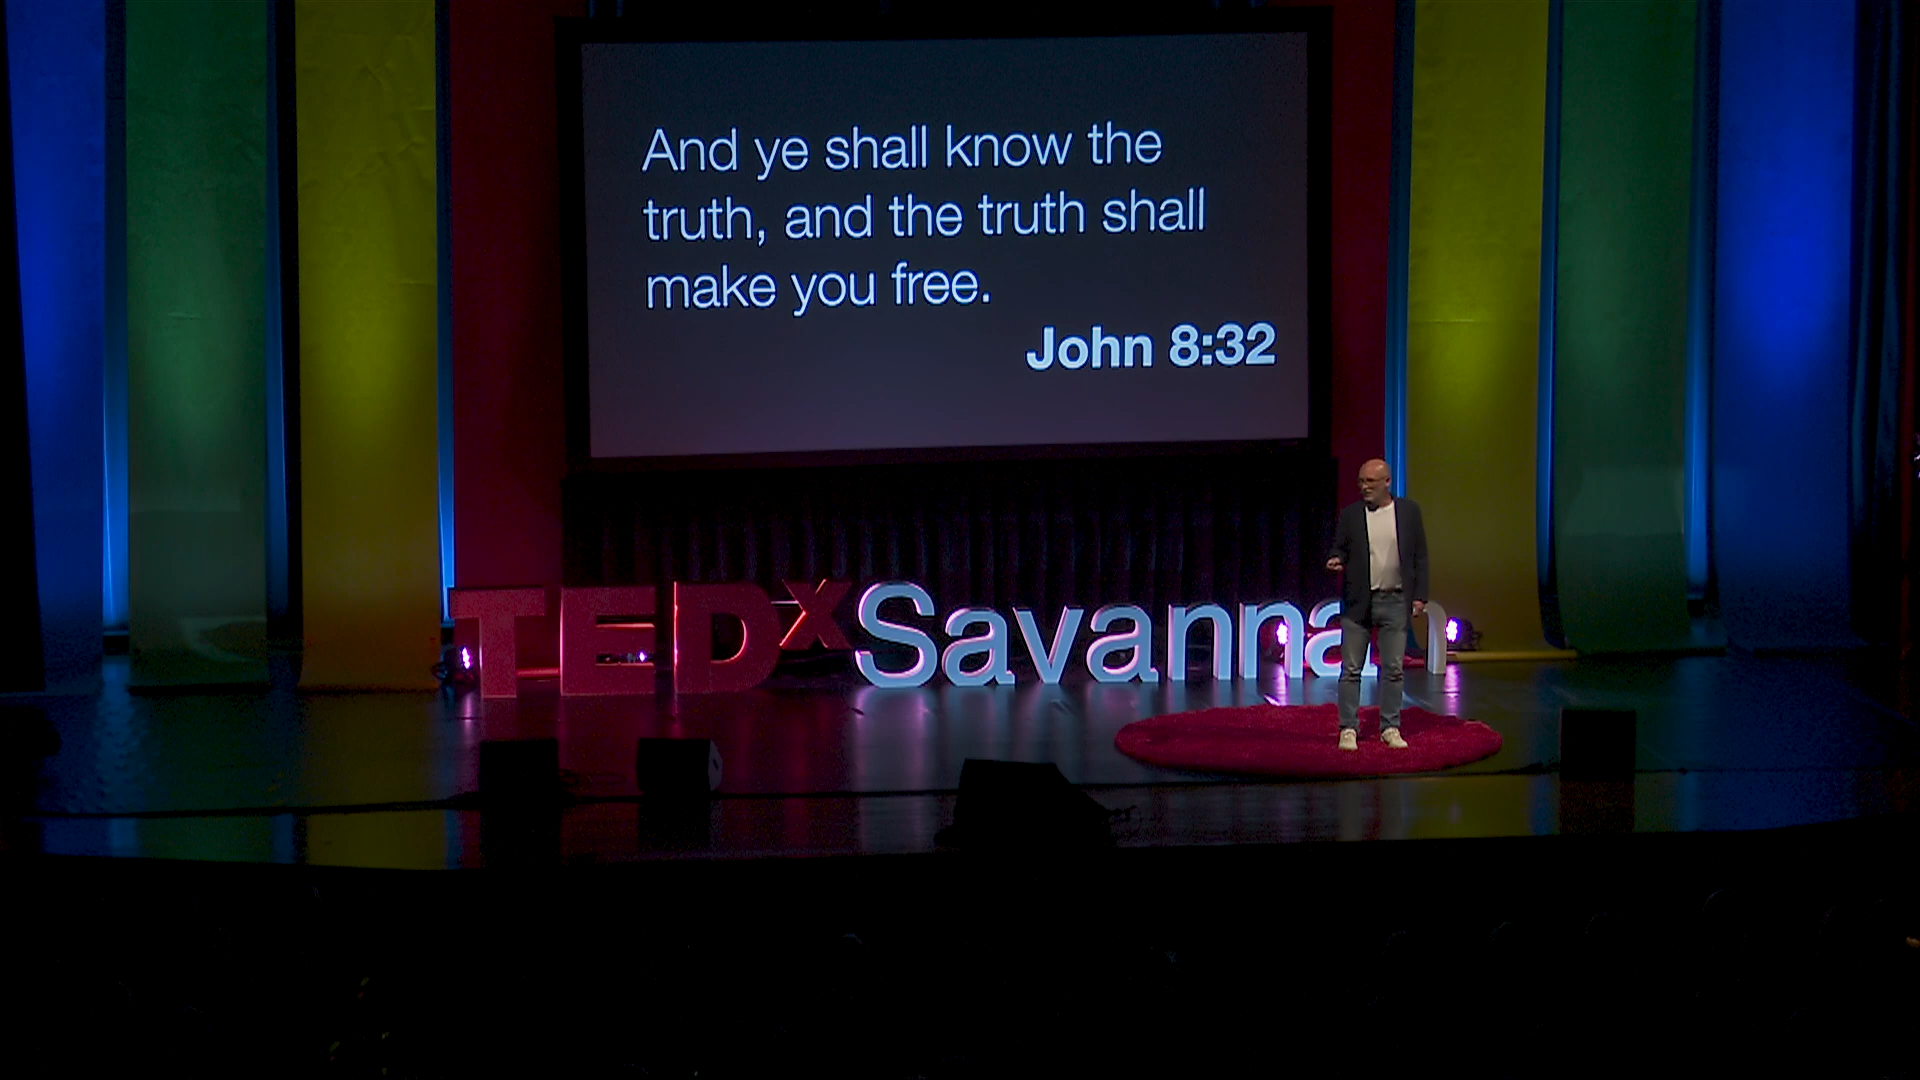 And ye shall know the
truth, and the truth shall
make you free.
John 8:32
TEDxSavannah